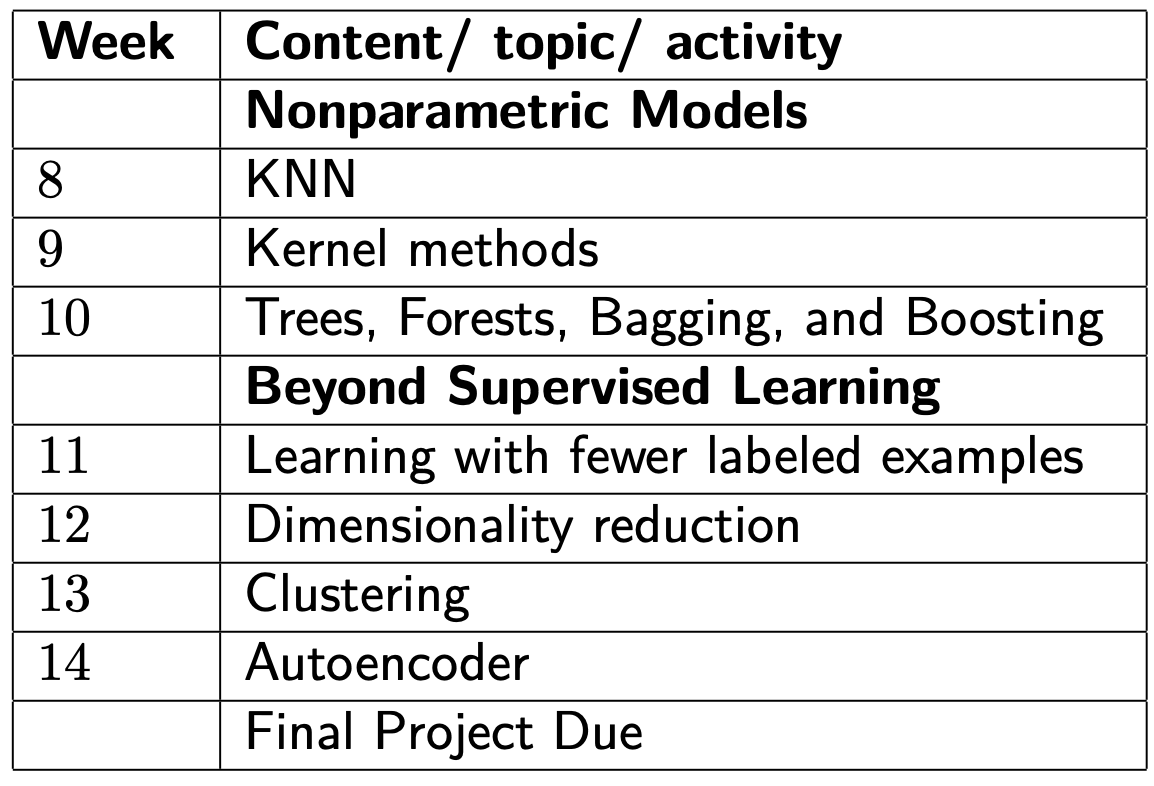 Week Content/ topic/ activity
Nonparametric Models
8 KNN
9 Kernel methods
10 Trees, Forests, Bagging, and Boosting
Beyond Supervised Learning
11 Learning with fewer labeled examples
12 Dimensionality reduction
13 Clustering
14 Autoencoder
Final Project Due